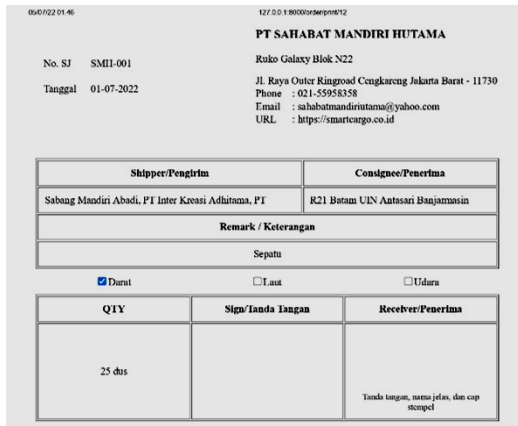 05/07/22 01.46
127.0.0.1:8000/order/print/12
PT SAHABAT MANDIRI HUTAMA
No. SJ SMH-001
Ruko Galaxy Blok N22
Tanggal 01-07-2022
Jl. Raya Outer Ringroad Cengkareng Jakarta Barat - 11730
Phone : 021-55958358
Email : sahabatmandiriutama@yahoo.com
URL : https://smartcargo.co.id
Shipper/Pengirim Consignee/Penerima
Sabang Mandiri Abadi, PT Inter Kreasi Adhitama, PT R21 Batam UIN Antasari Banjarmasin
Remark / Keterangan
Sepatu
Darat Laut Udara
QTY Sign/Tanda Tangan Receiver/Penerima
25 dus
Tanda tangan, nama jelas, dan cap
stempel